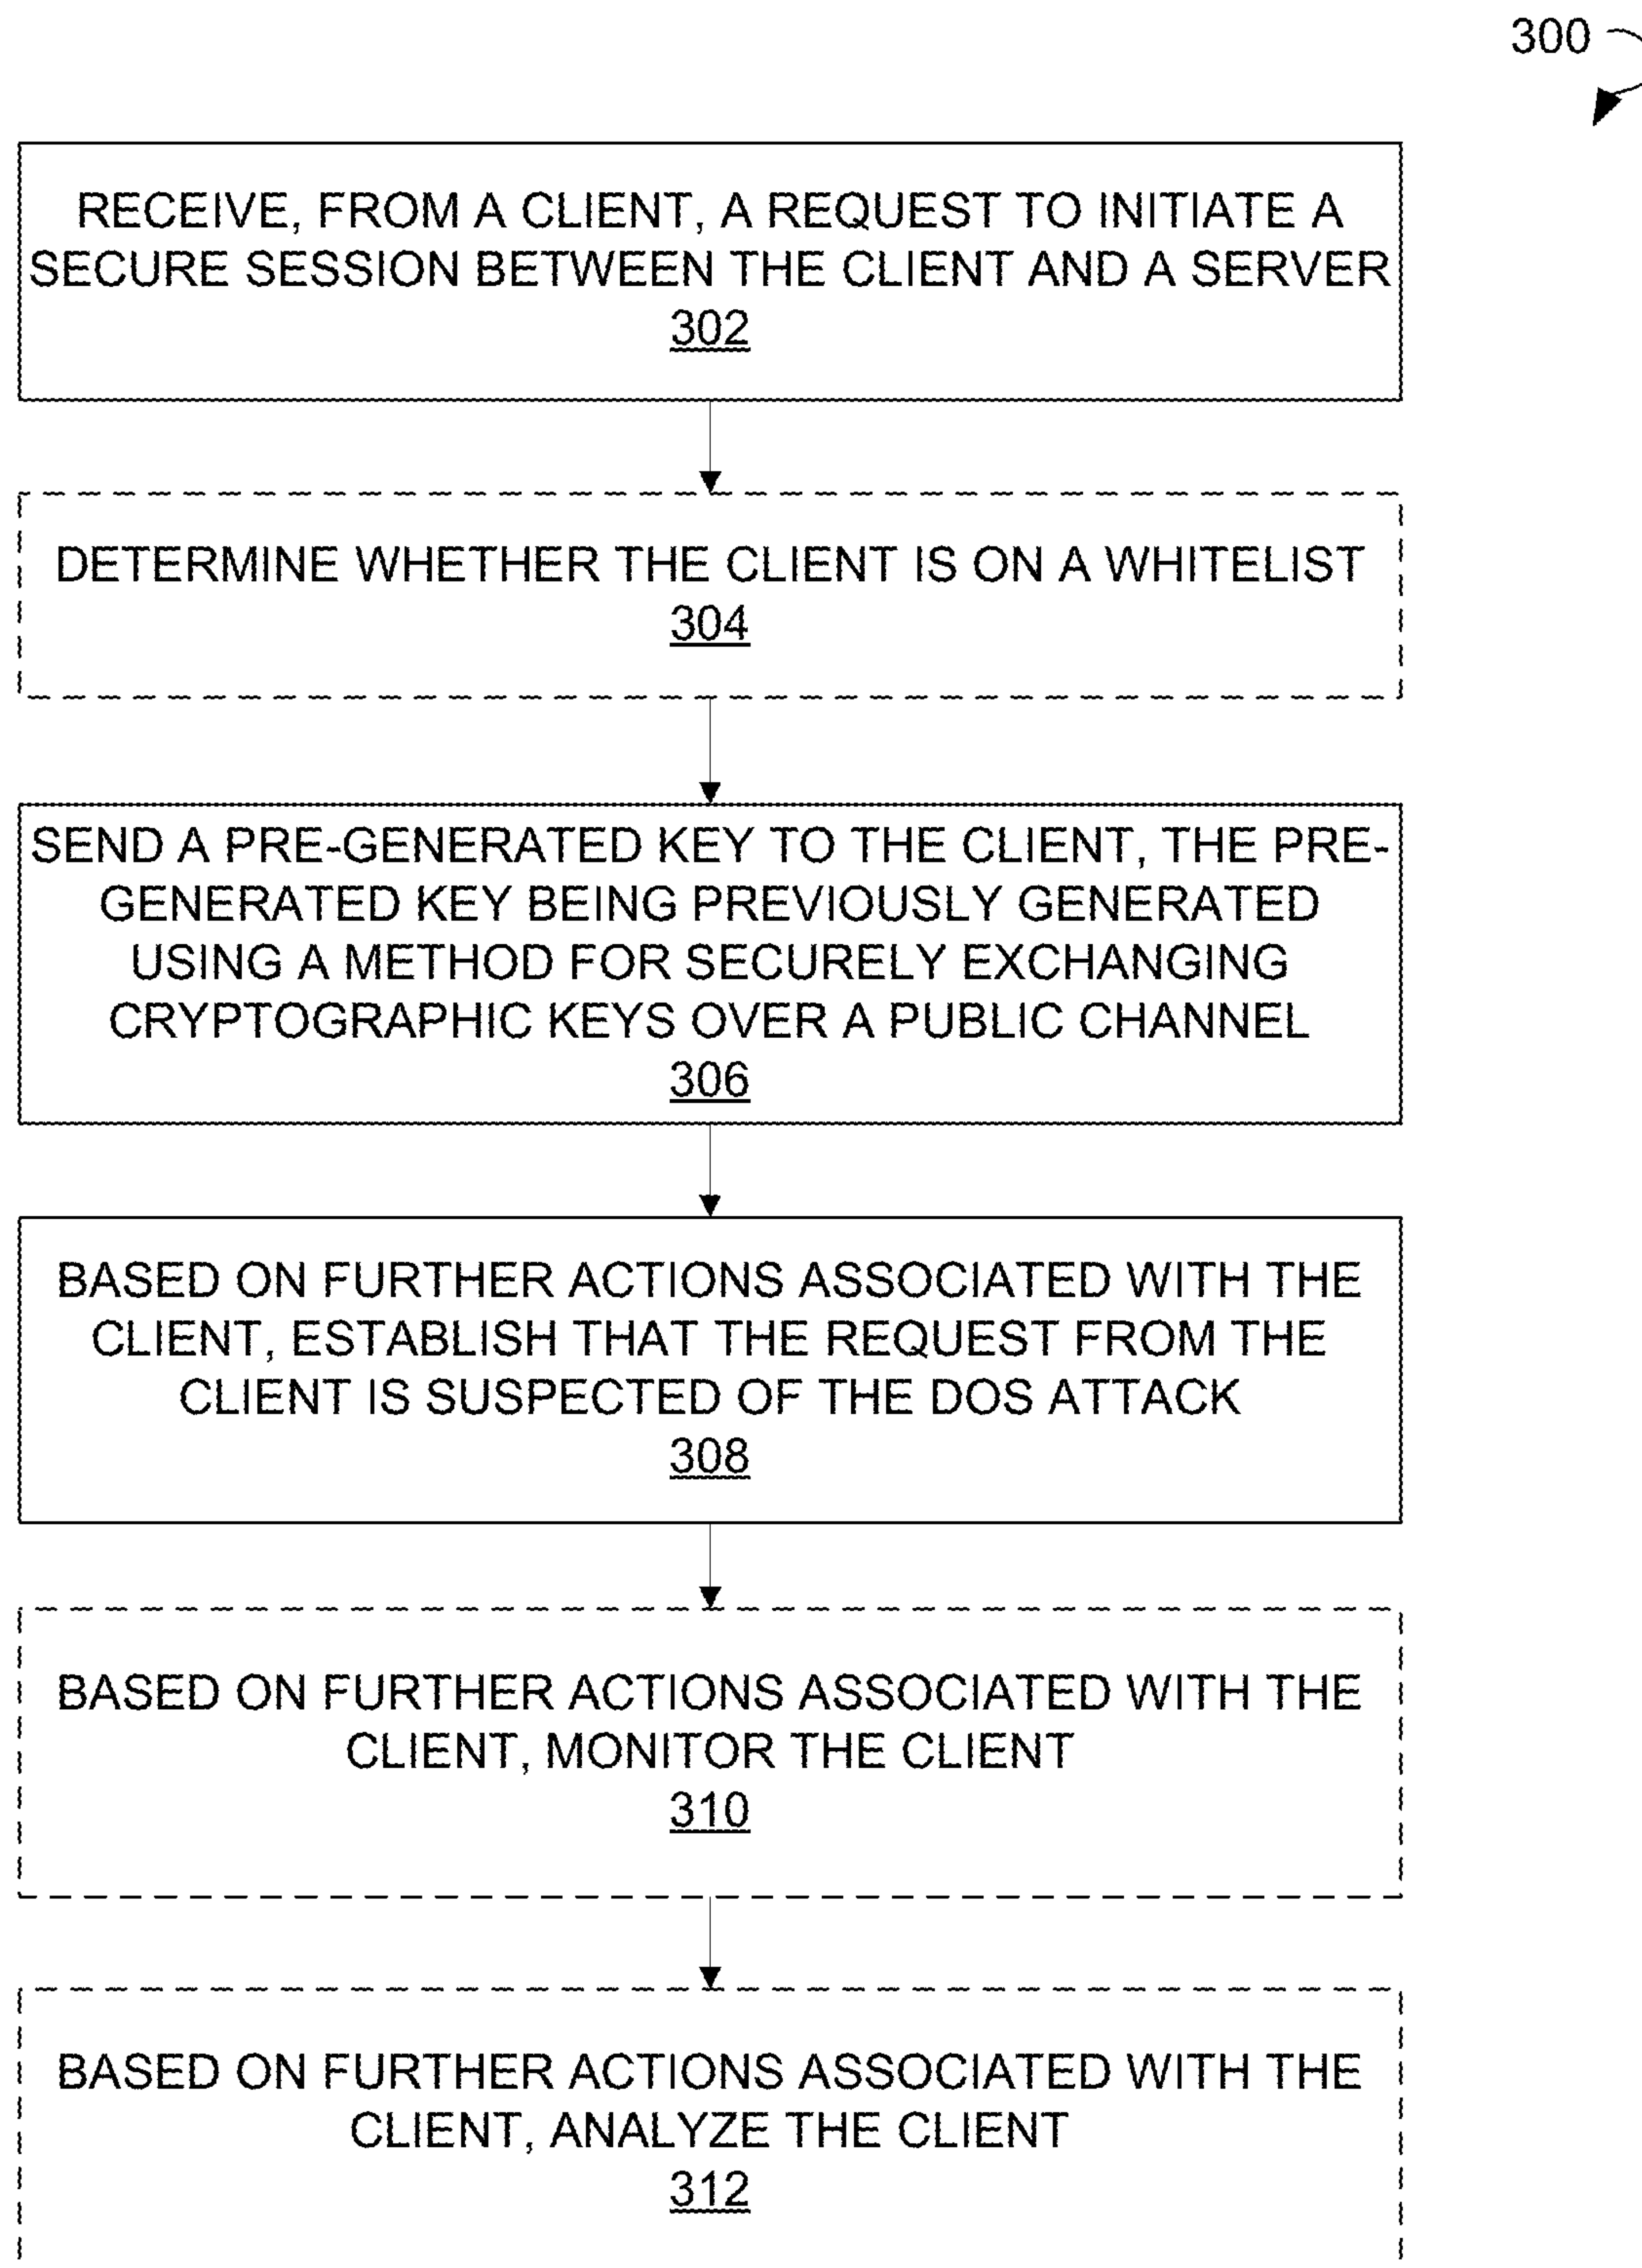 300
RECEIVE, FROM A CLIENT, A REQUEST TO INITIATE A
SECURE SESSION BETWEEN THE CLIENT AND A SERVER
302
DETERMINE WHETHER THE CLIENT IS ON A WHITELIST
304
SEND A PRE-GENERATED KEY TO THE CLIENT, THE PRE-
GENERATED KEY BEING PREVIOUSLY GENERATED
USING A METHOD FOR SECURELY EXCHANGING
CRYPTOGRAPHIC KEYS OVER A PUBLIC CHANNEL
306
BASED ON FURTHER ACTIONS ASSOCIATED WITH THE
CLIENT, ESTABLISH THAT THE REQUEST FROM THE
CLIENT IS SUSPECTED OF THE DOS ATTACK
308
BASED ON FURTHER ACTIONS ASSOCIATED WITH THE
CLIENT, MONITOR THE CLIENT
310
BASED ON FURTHER ACTIONS ASSOCIATED WITH THE
CLIENT, ANALYZE THE CLIENT
312